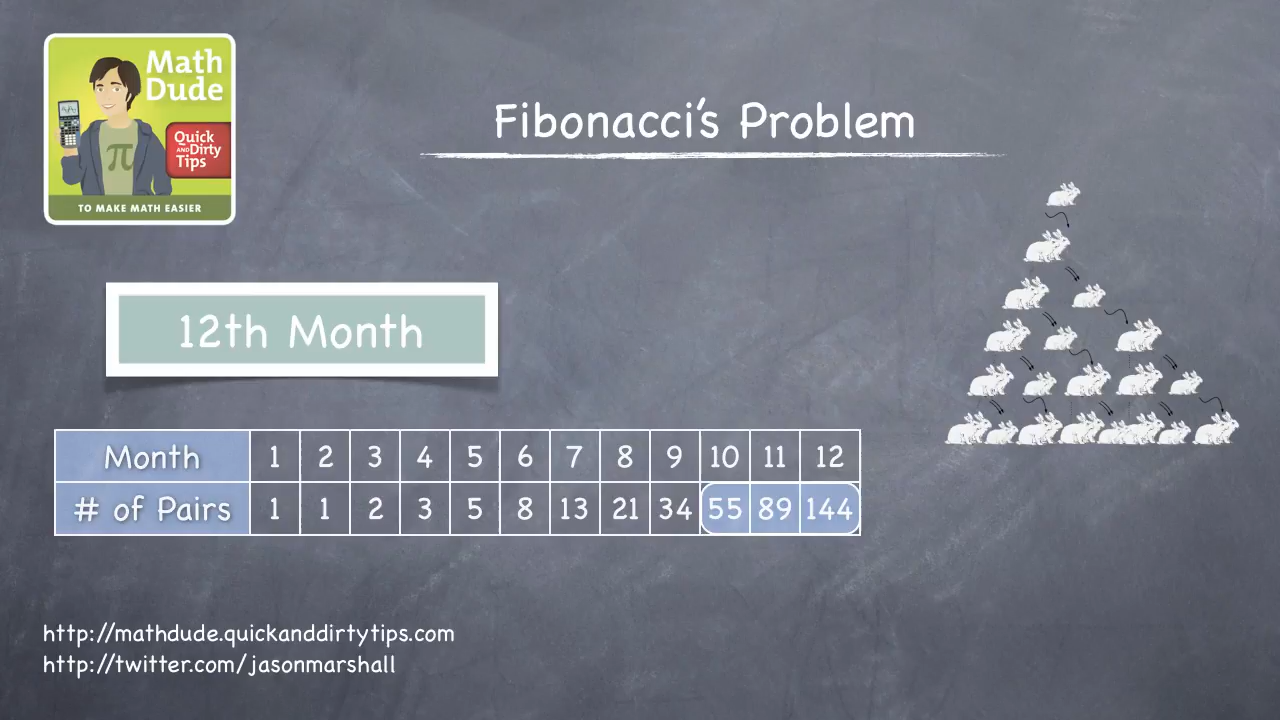 Math
Dude
Quick
AND Dirty
Tips
π
TO MAKE MATH EASIER
Fibonacci's Problem
12th Month
Month 1 2 3 4 5 6 7 8 9 10 11 12
# of Pairs 1 1 2 3 5 8 13 21 34 55 89 144
http://mathdude.quickanddirtytips.com
http://twitter.com/jasonmarshall